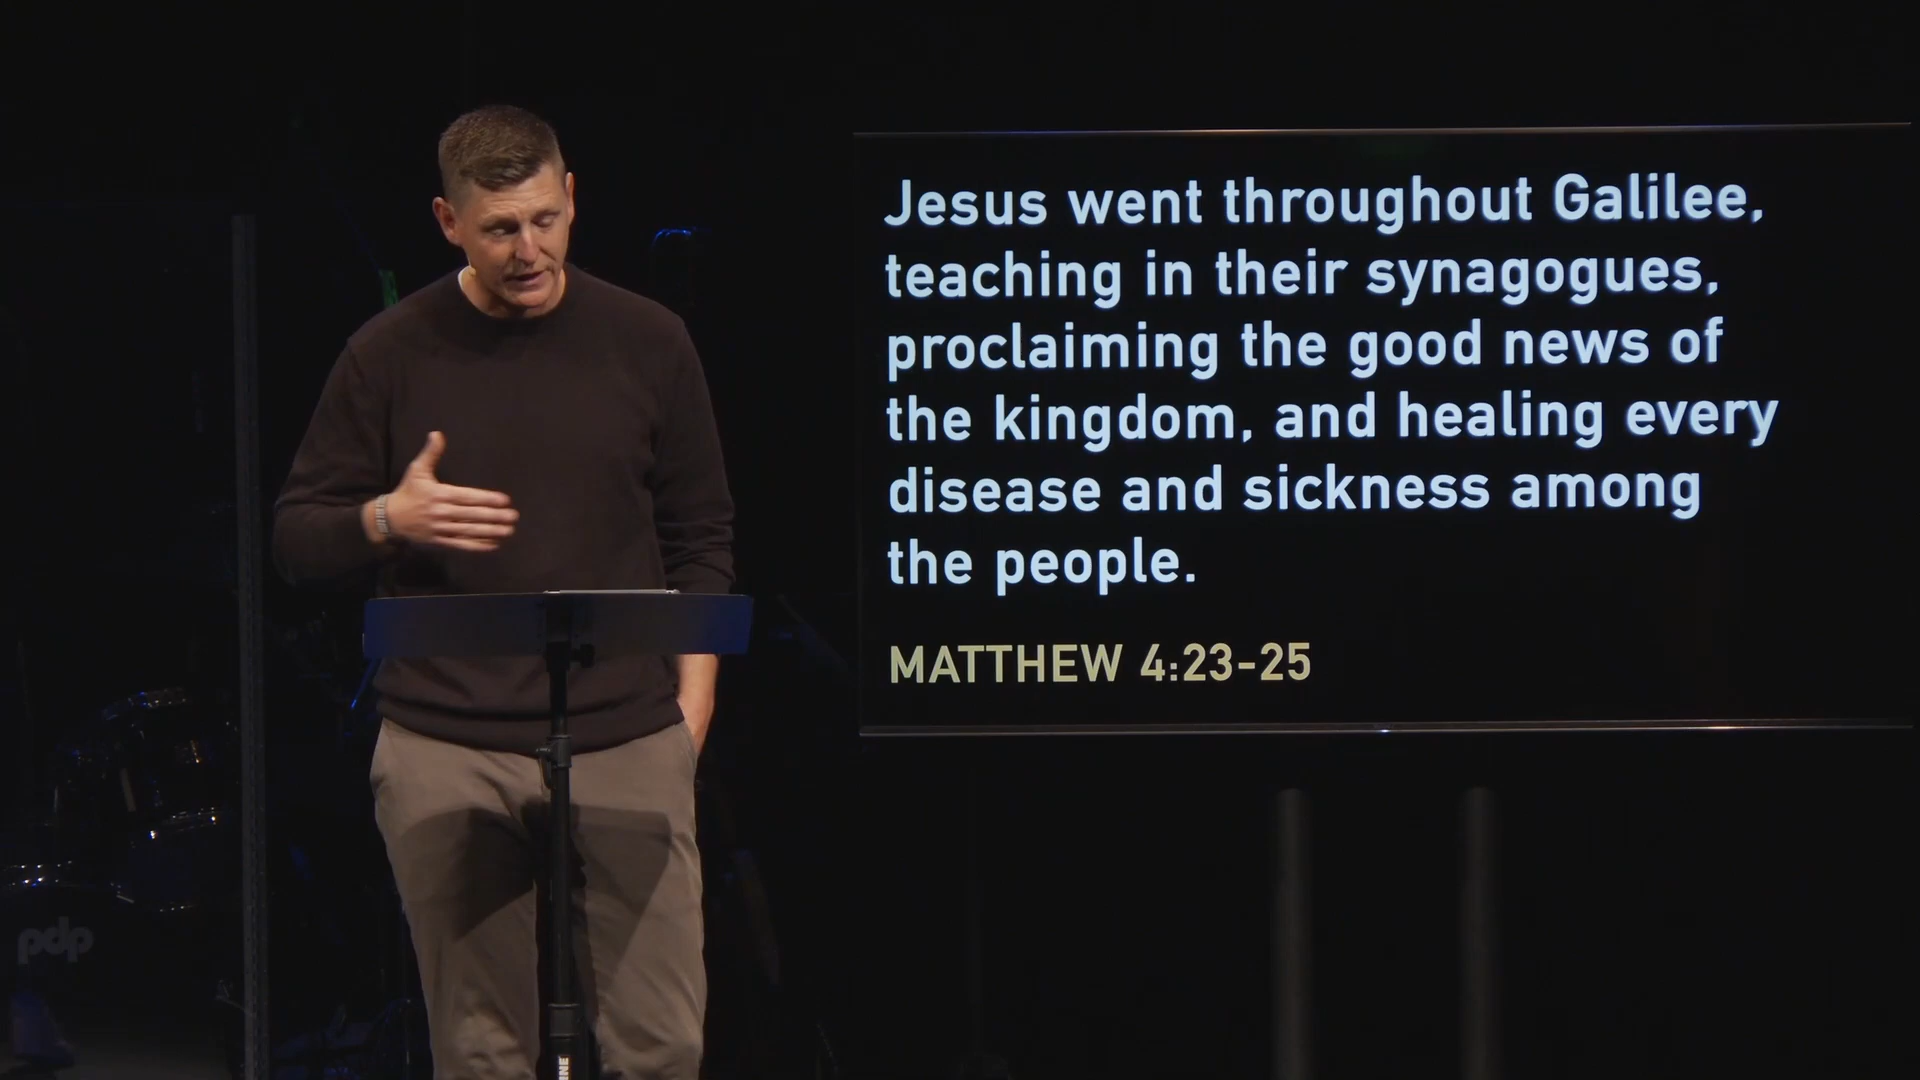 Jesus went throughout Galilee,
teaching in their synagogues,
proclaiming the good news of
the kingdom, and healing every
disease and sickness among
the people.
MATTHEW 4:23-25
pdp